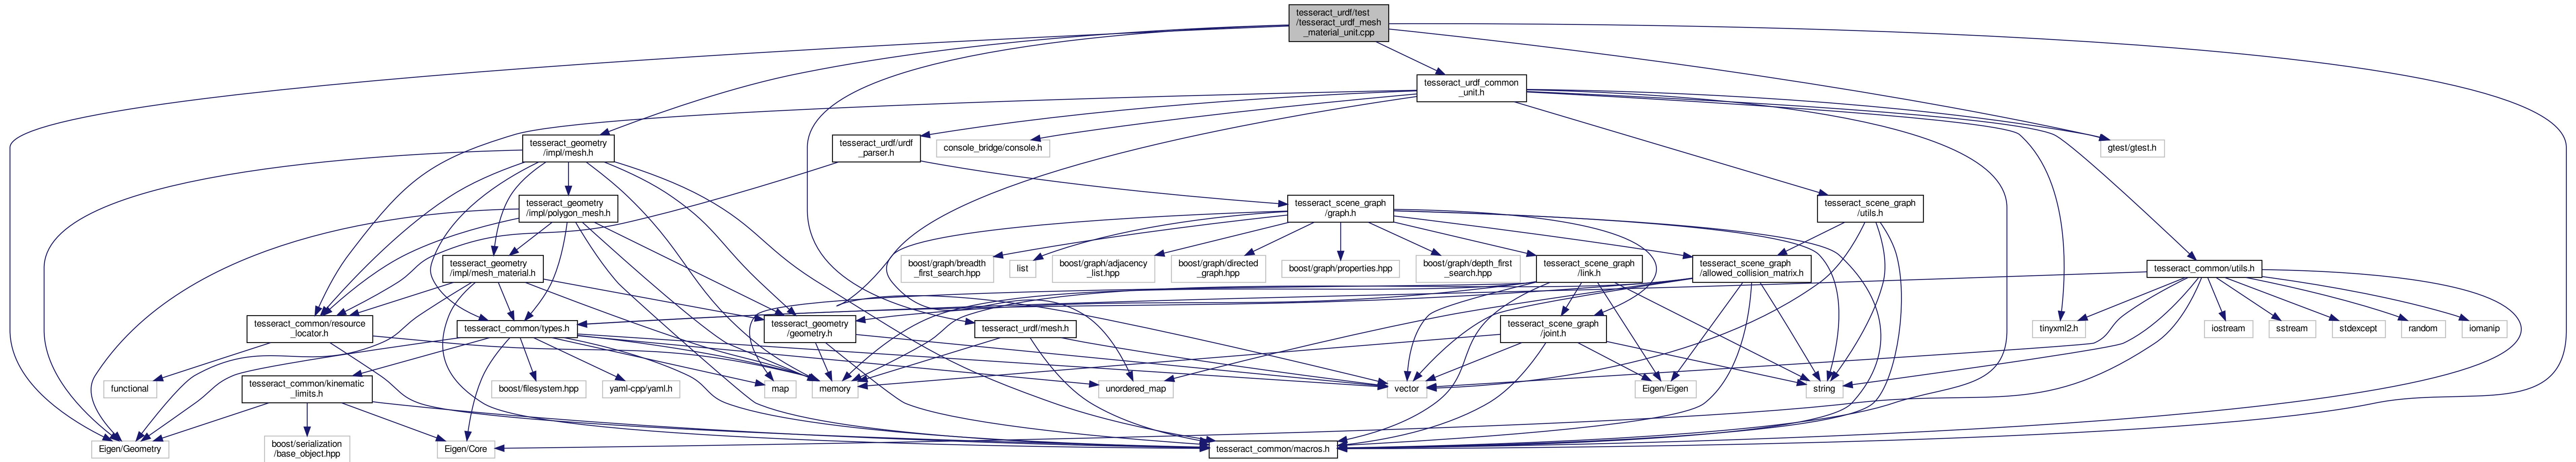 tesseract_urdf/test
/tesseract_urdf_mesh
_material_unit.cpp
tesseract_urdf_common
_unit.h
tesseract_geometry
/impl/mesh.h
tesseract_urdf/urdf
_parser.h
console_bridge/console.h
gtest/gtest.h
tesseract_geometry
/impl/polygon_mesh.h
tesseract_scene_graph
/graph.h
tesseract_scene_graph
/utils.h
tesseract_geometry
/impl/mesh_material.h
boost/graph/breadth
_first_search.hpp
list
boost/graph/adjacency
_list.hpp
boost/graph/directed
_graph.hpp
boost/graph/properties.hpp
boost/graph/depth_first
_search.hpp
tesseract_scene_graph
/link.h
tesseract_scene_graph
/allowed_collision_matrix.h
tesseract_common/utils.h
tesseract_common/resource
_locator.h
tesseract_common/types.h
tesseract_geometry
/geometry.h
tesseract_urdf/mesh.h
tesseract_scene_graph
/joint.h
tinyxml2.h
iostream
sstream
stdexcept
random
iomanip
functional
tesseract_common/kinematic
_limits.h
boost/filesystem.hpp
yaml-cpp/yaml.h
map
memory
unordered_map
vector
Eigen/Eigen
string
Eigen/Geometry
boost/serialization
/base_object.hpp
Eigen/Core
tesseract_common/macros.h